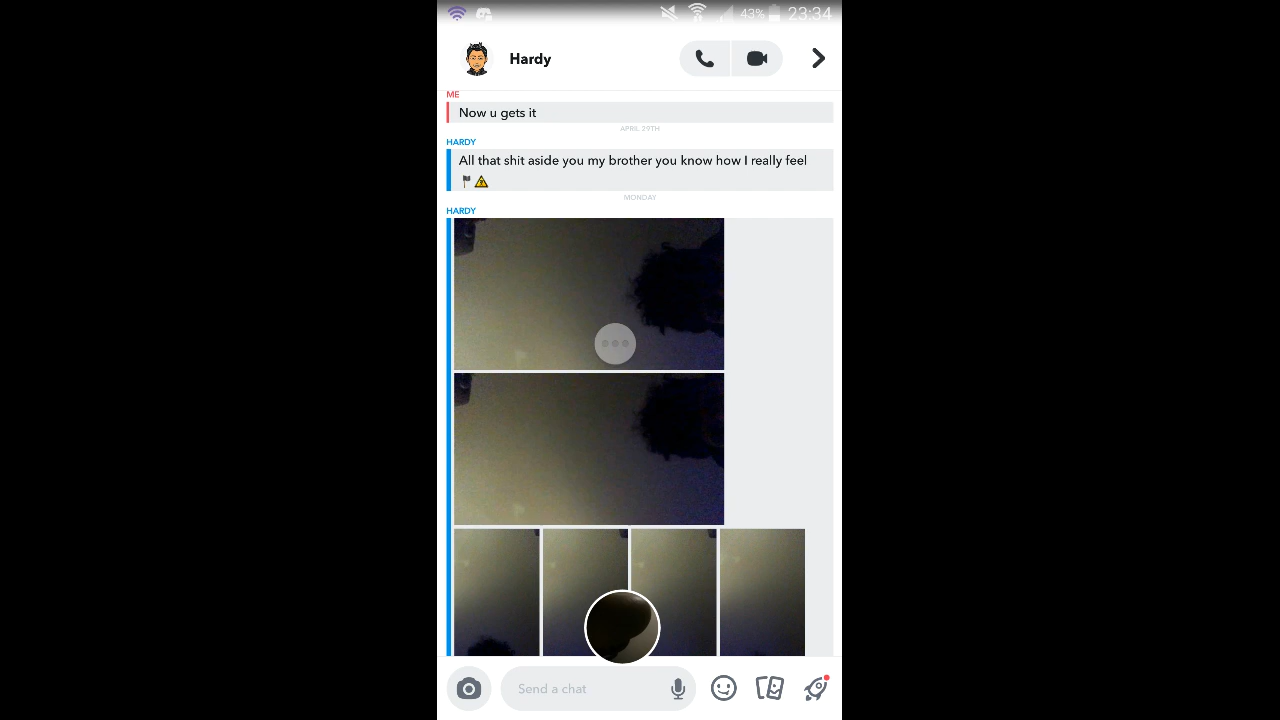 43% 23:34
Hardy
ME
Now u gets it
APRIL 29TH
HARDY
All that shit aside you my brother you know how I really feel
MONDAY
HARDY
Send a chat